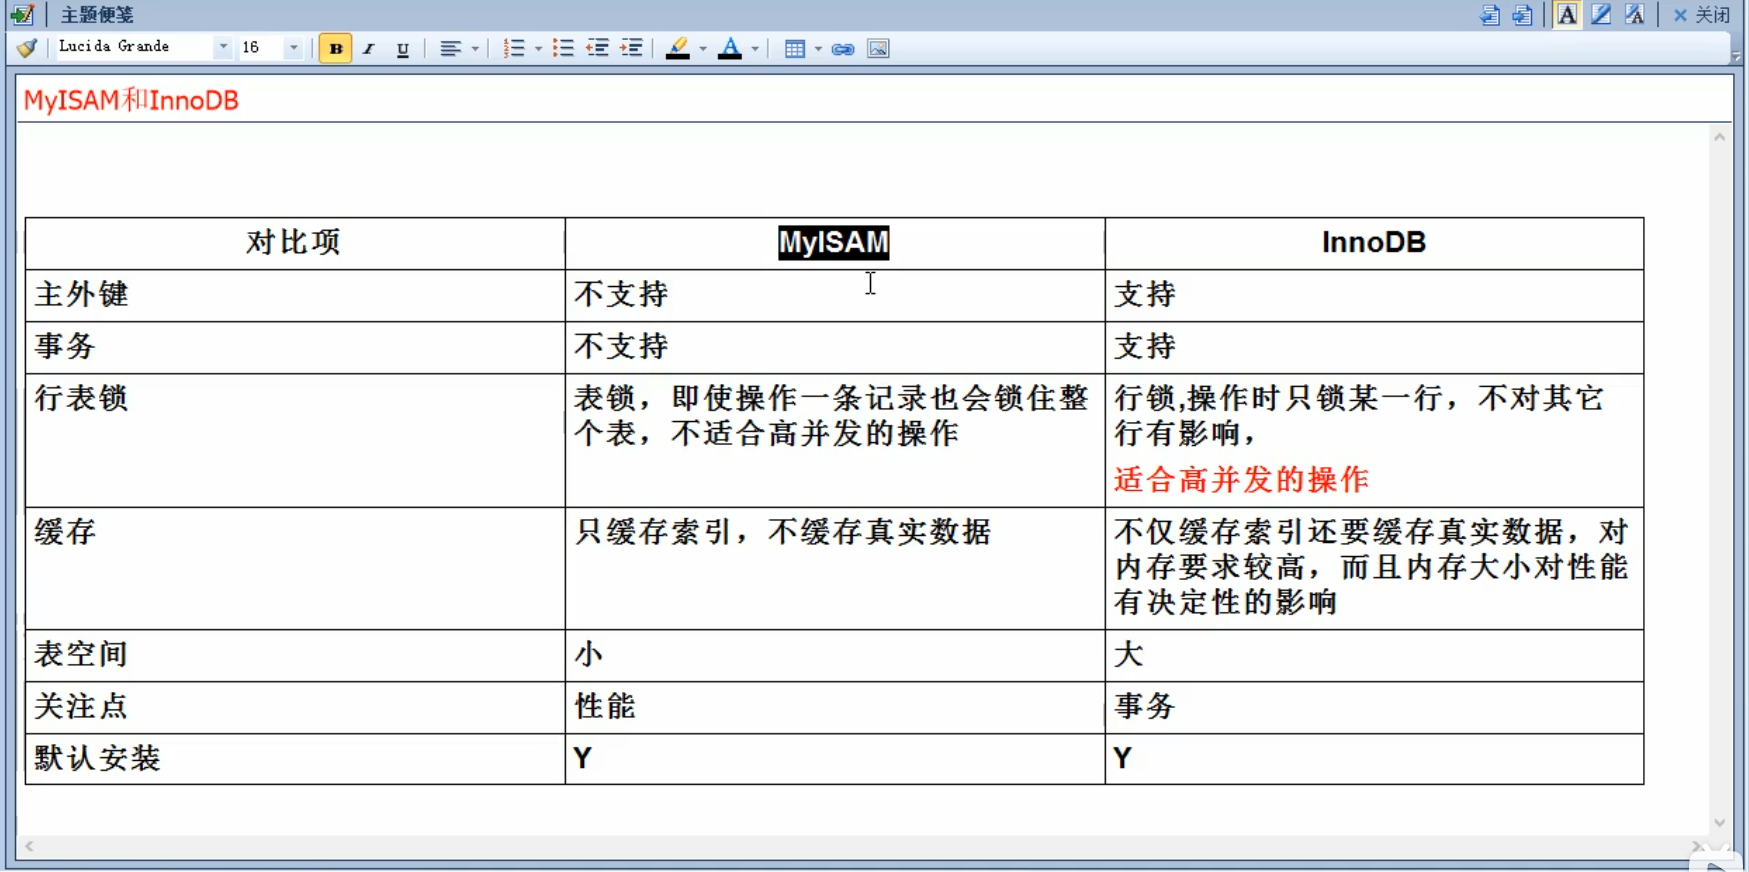 主题便笺
关闭
Lucida Grande
16
B
I
U
A
A
MyISAM和InnoDB
对比项
MyISAM
InnoDB
主外键
不支持
支持
事务
不支持
支持
行表锁
表锁，即使操作一条记录也会锁住整
个表，不适合高并发的操作
行锁,操作时只锁某一行，不对其它
行有影响，
适合高并发的操作
缓存
只缓存索引，不缓存真实数据
不仅缓存索引还要缓存真实数据，对
内存要求较高，而且内存大小对性能
有决定性的影响
表空间
小
大
关注点
性能
事务
默认安装
Y
Y